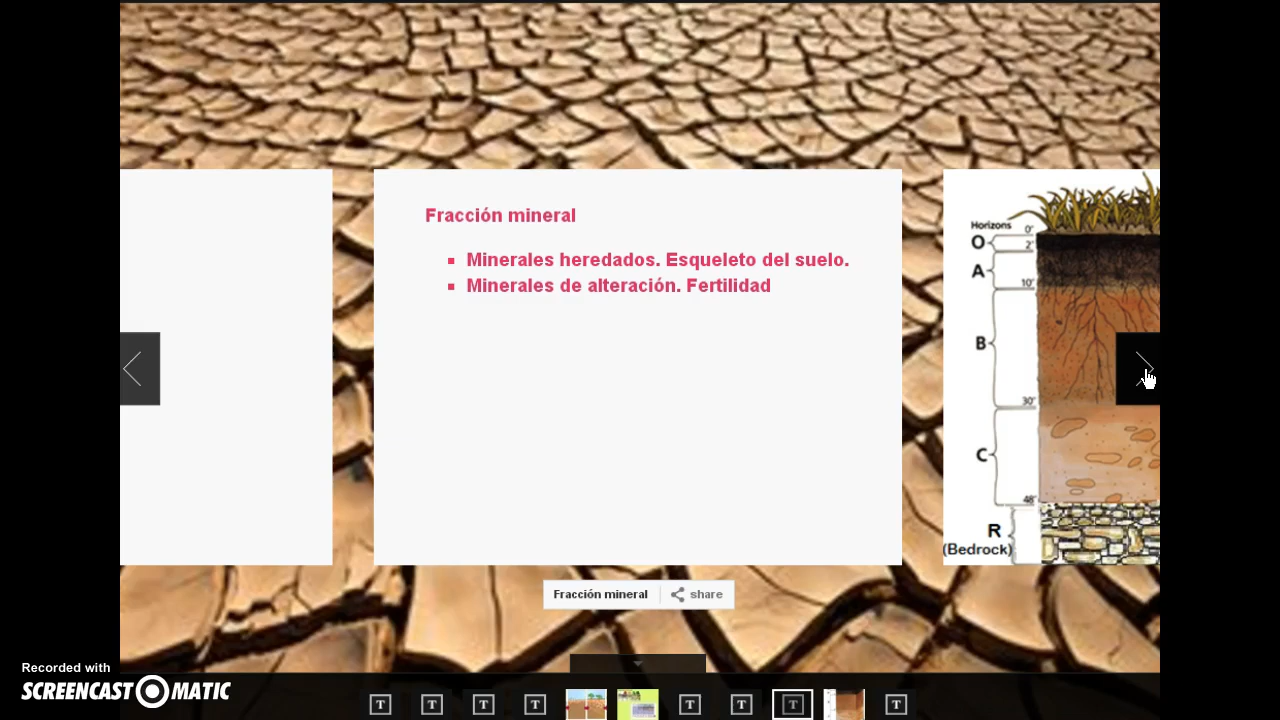 Fracción mineral
Minerales heredados. Esqueleto del suelo.
Minerales de alteración. Fertilidad
Horizons
0"
O
2"
A
10"
B
30"
C
48"
R
(Bedrock)
Fracción mineral
share
Recorded with
SCREENCAST MATIC
T T T T T T T T